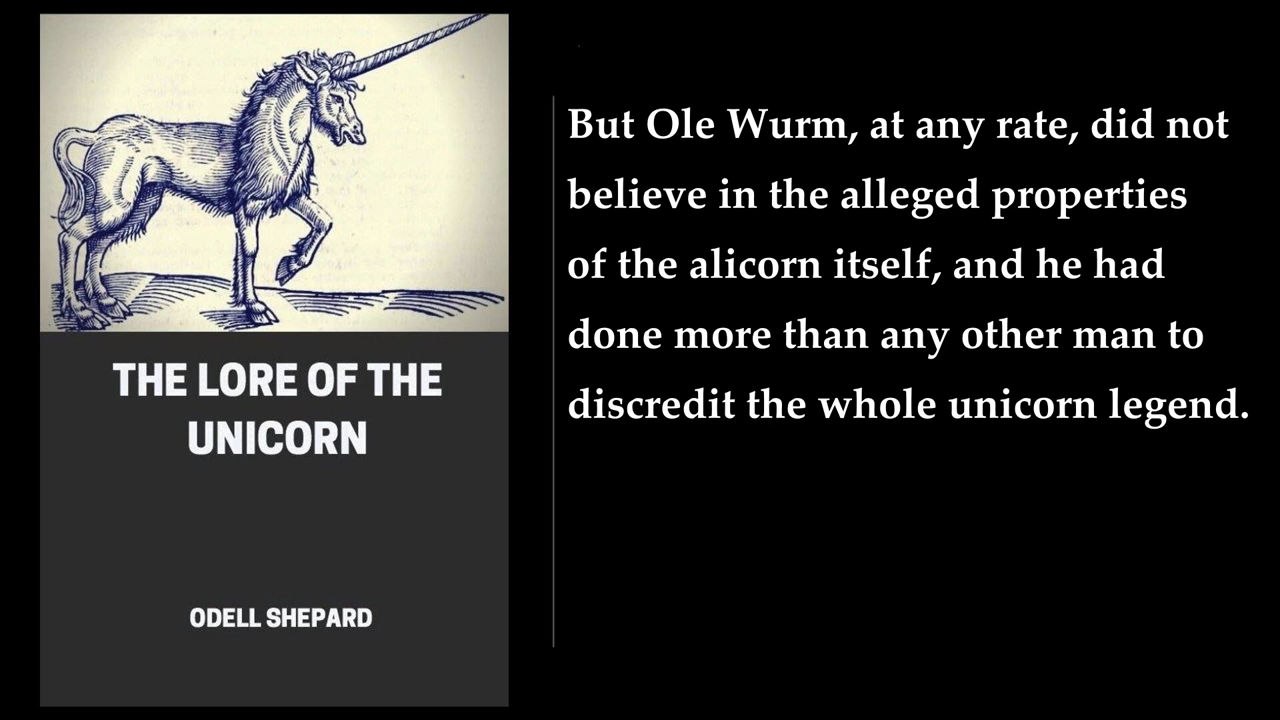 THE LORE OF THE
UNICORN
ODELL SHEPARD
But Ole Wurm, at any rate, did not
believe in the alleged properties
of the alicorn itself, and he had
done more than any other man to
discredit the whole unicorn legend.